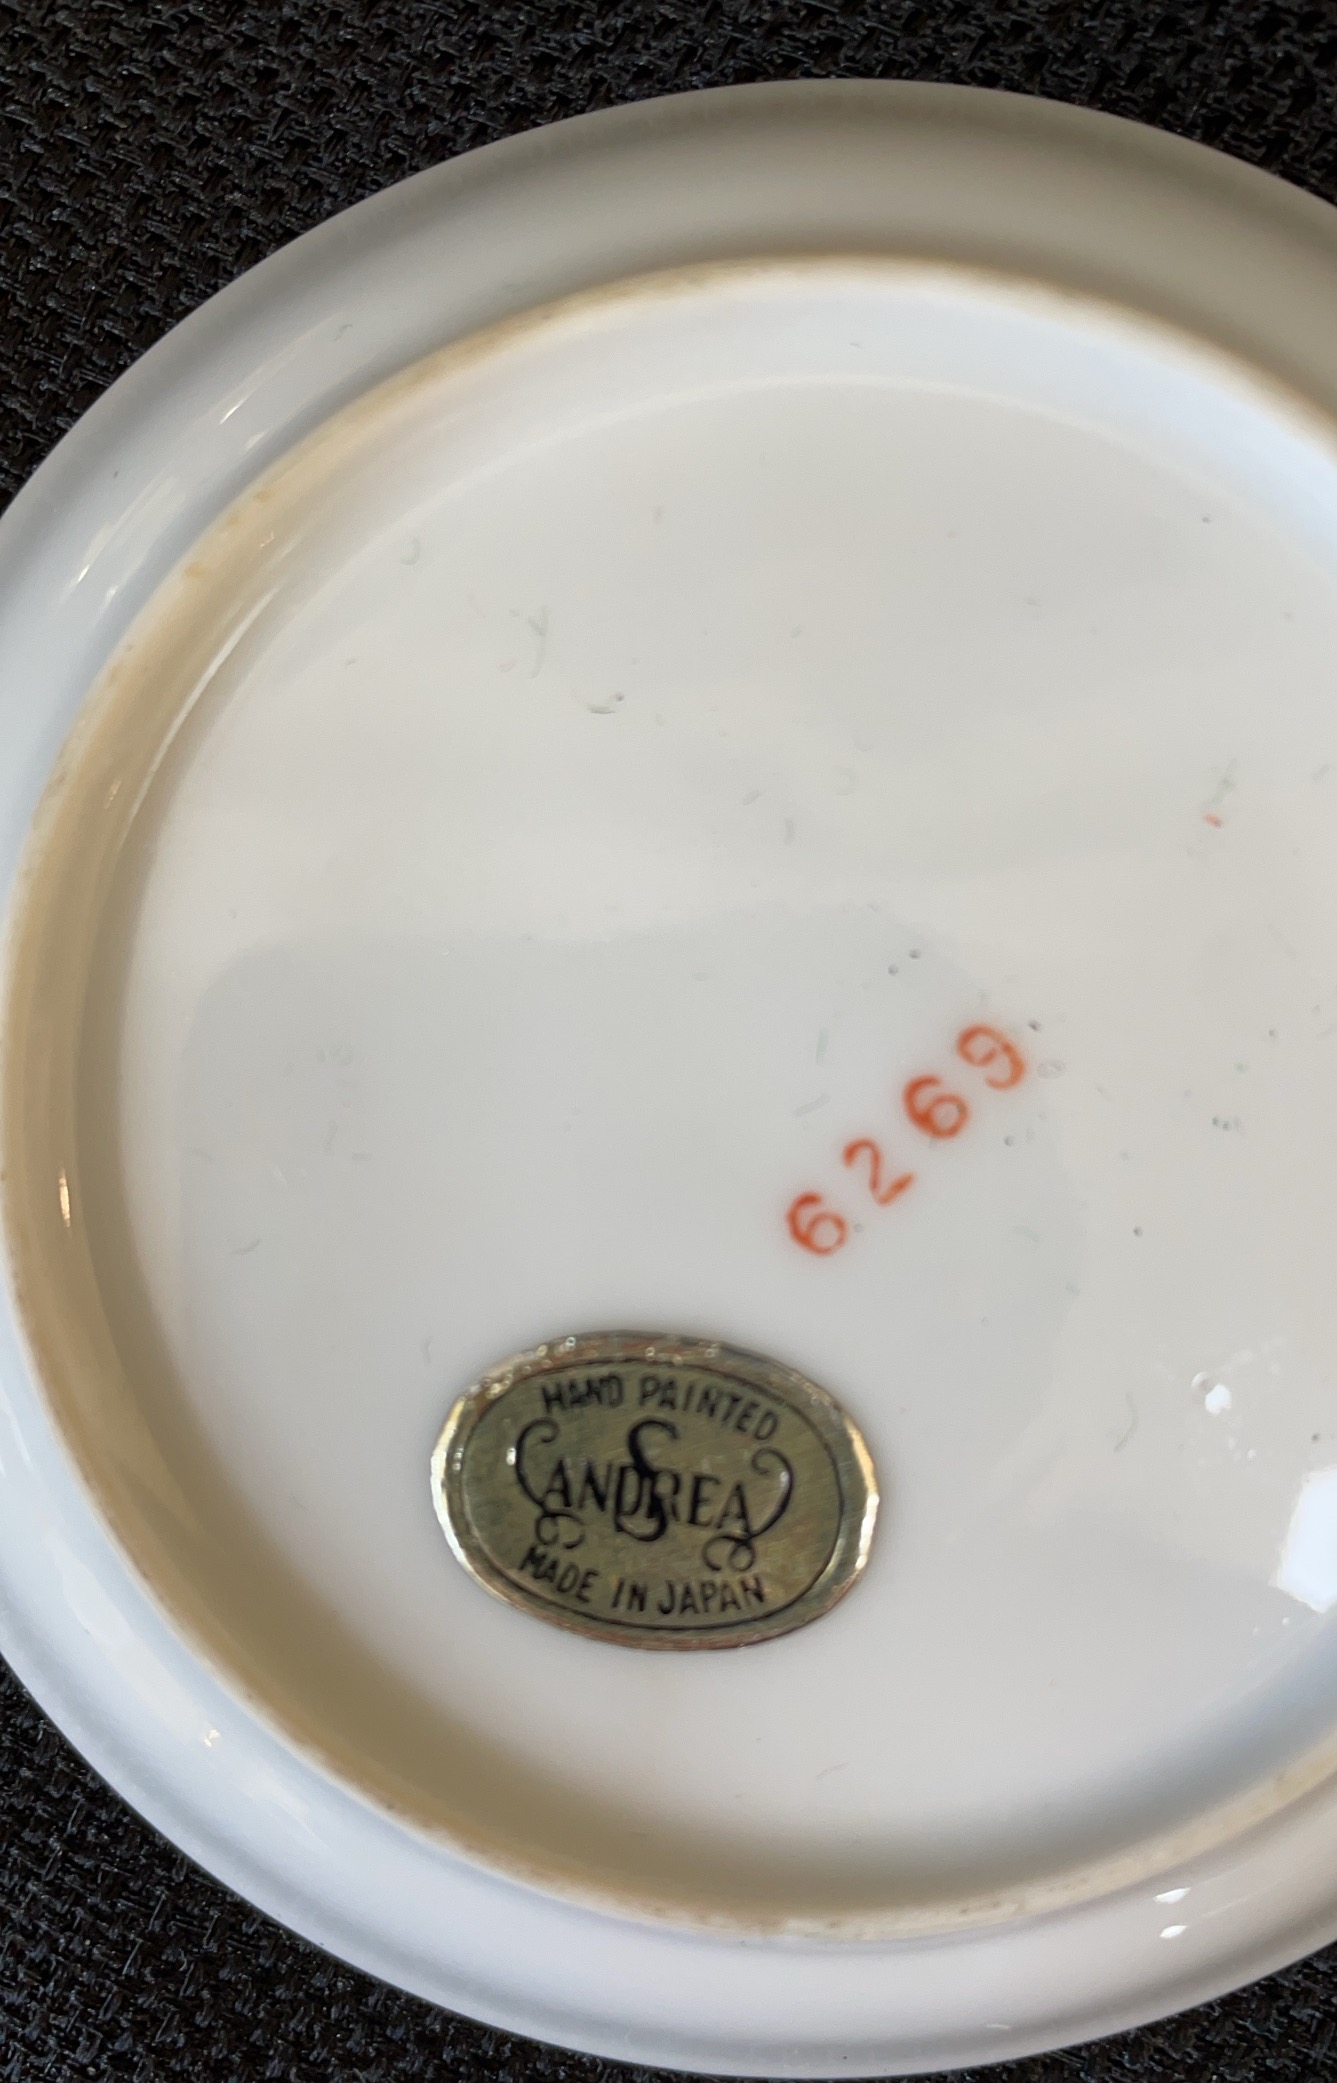 6269
HAND PAINTED
S
ANDREA
MADE IN JAPAN